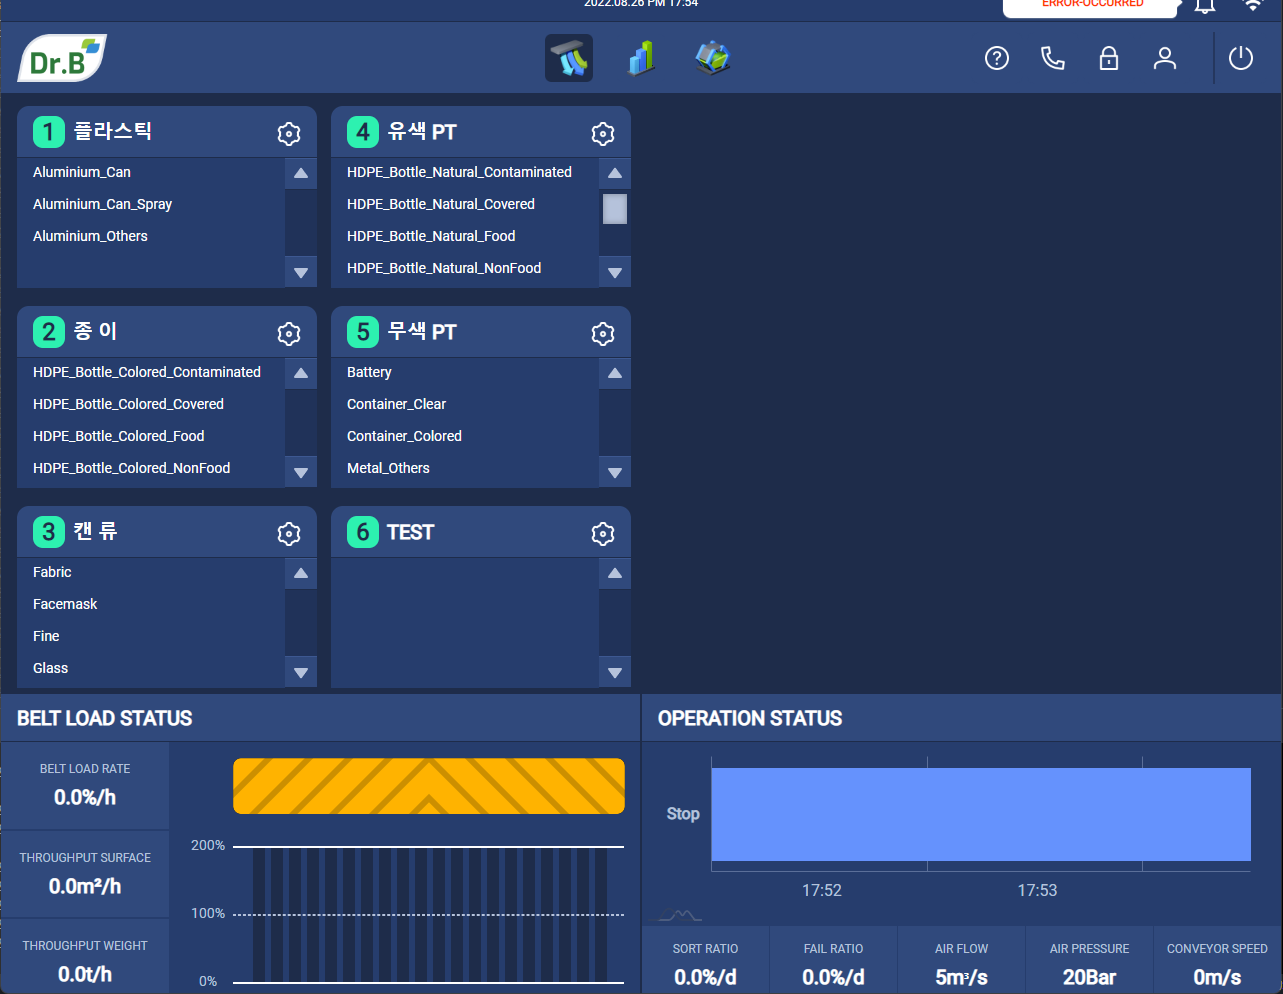 2022.08.26 PM 17:54
ERROR-OCCURRED
Dr.B
1 플라스틱
Aluminium_Can
Aluminium_Can_Spray
Aluminium_Others
4 유색 PT
HDPE_Bottle_Natural_Contaminated
HDPE_Bottle_Natural_Covered
HDPE_Bottle_Natural_Food
HDPE_Bottle_Natural_NonFood
2 종 이
HDPE_Bottle_Colored_Contaminated
HDPE_Bottle_Colored_Covered
HDPE_Bottle_Colored_Food
HDPE_Bottle_Colored_NonFood
5 무색 PT
Battery
Container_Clear
Container_Colored
Metal_Others
3 캔 류
Fabric
Facemask
Fine
Glass
6 TEST
BELT LOAD STATUS
BELT LOAD RATE
0.0%/h
THROUGHPUT SURFACE
0.0m²/h
THROUGHPUT WEIGHT
0.0t/h
200%
100%
0%
OPERATION STATUS
Stop
17:52 17:53
SORT RATIO
0.0%/d
FAIL RATIO
0.0%/d
AIR FLOW
5m³/s
AIR PRESSURE
20Bar
CONVEYOR SPEED
0m/s